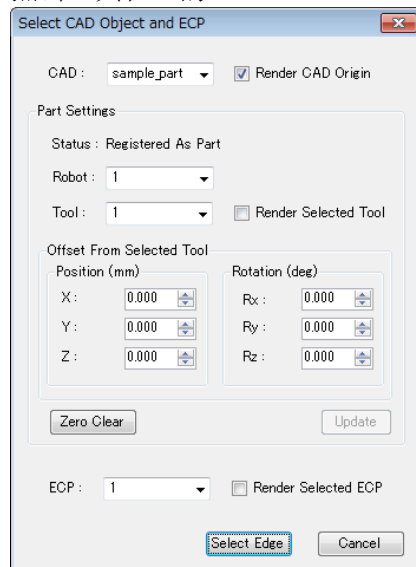 Select CAD Object and ECP
CAD : sample_part Render CAD Origin
Part Settings
Status : Registered As Part
Robot : 1
Tool : 1 Render Selected Tool
Offset From Selected Tool
Position (mm) Rotation (deg)
X : 0.000 Rx : 0.000
Y : 0.000 Ry : 0.000
Z : 0.000 Rz : 0.000
Zero Clear Update
ECP : 1 Render Selected ECP
Select Edge Cancel